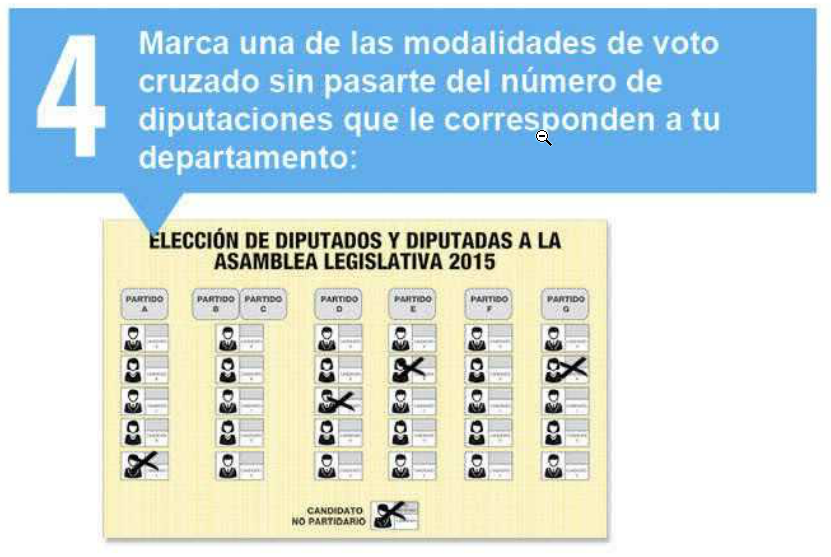 4
Marca una de las modalidades de voto
cruzado sin pasarte del número de
diputaciones que le corresponden a tu
departamento:
ELECCIÓN DE DIPUTADOS Y DIPUTADAS A LA
ASAMBLEA LEGISLATIVA 2015
PARTIDO A
PARTIDO B
PARTIDO C
PARTIDO D
PARTIDO E
PARTIDO F
PARTIDO G
CANDIDATO
NO PARTIDARIO